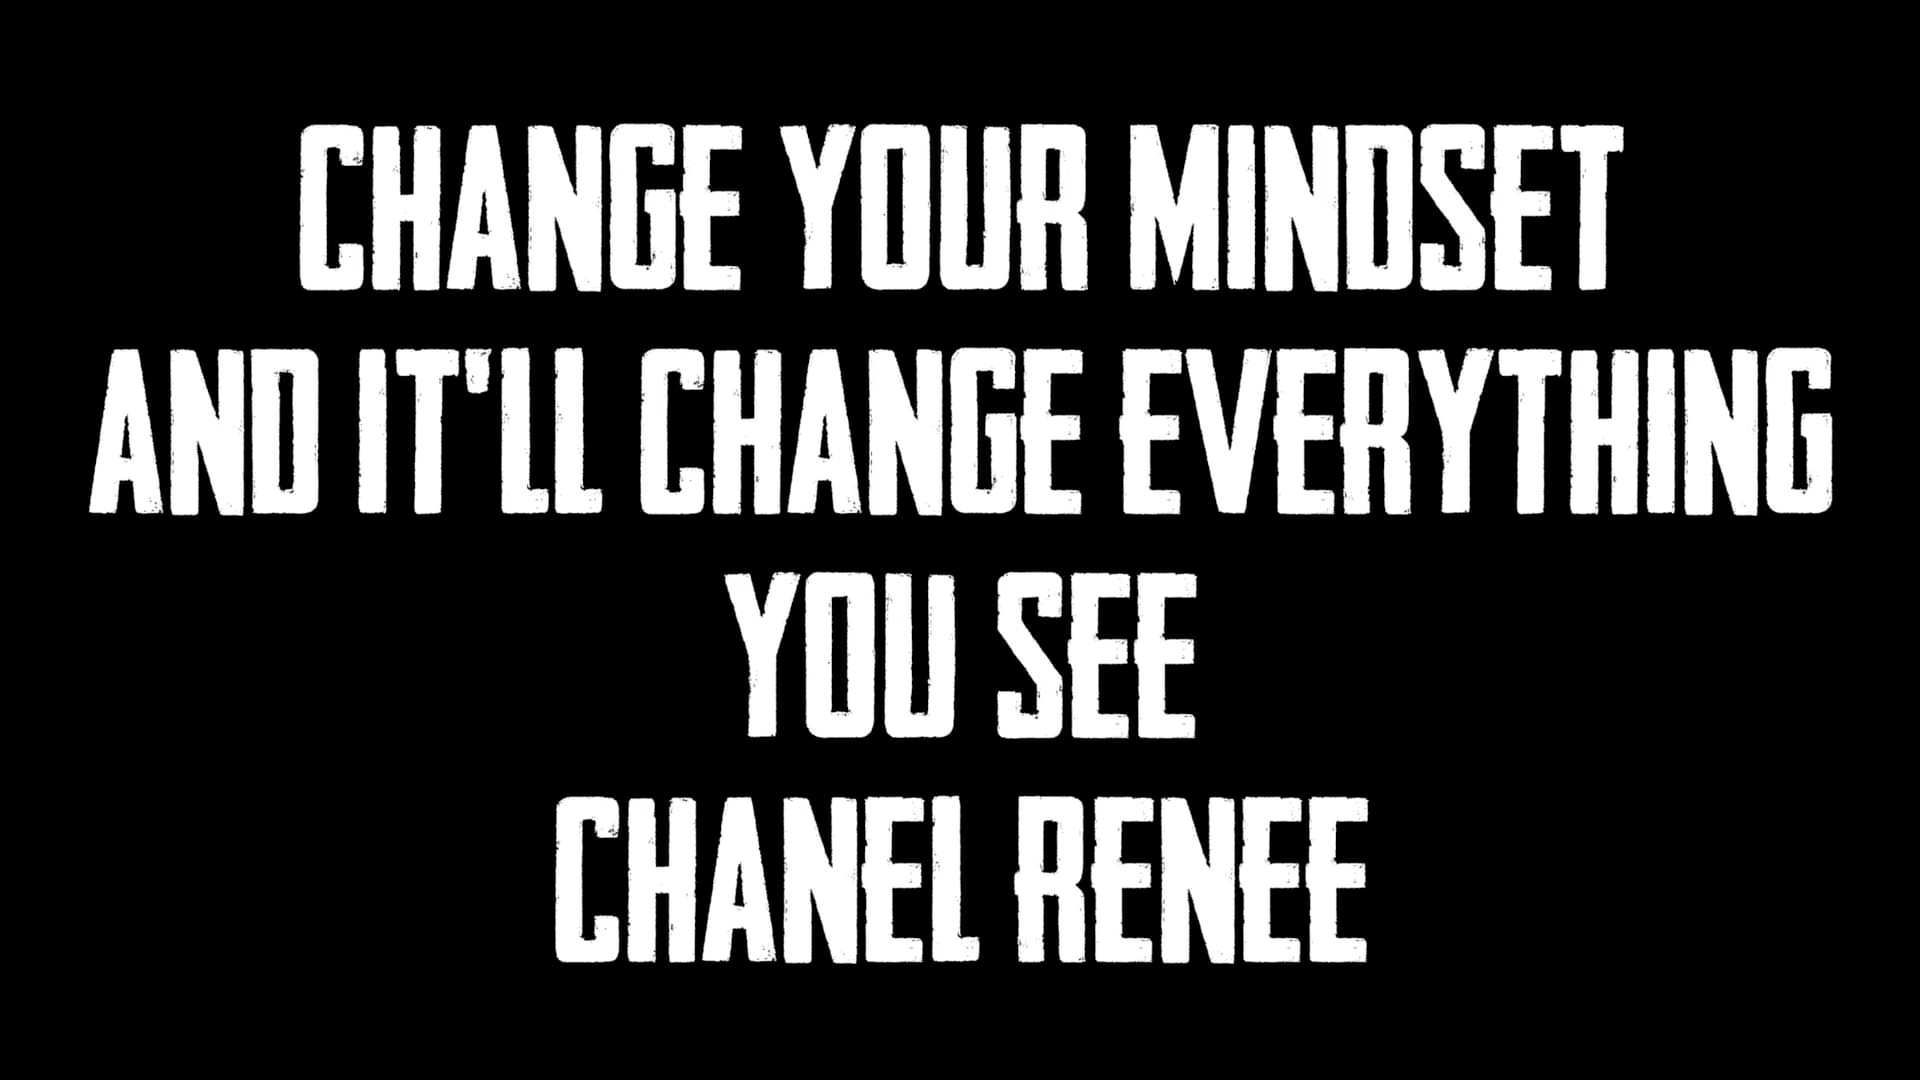 CHANGE YOUR MINDSET
AND IT'LL CHANGE EVERYTHING
YOU SEE
CHANEL RENEE